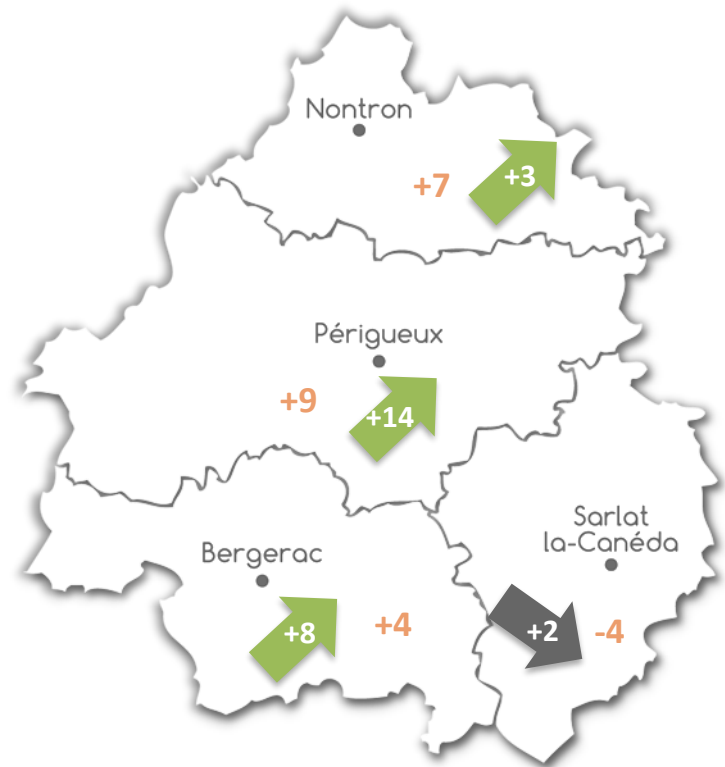 Nontron
+7
+3
Périgueux
+9
+14
Sarlat
la-Canéda
Bergerac
+8
+4
+2
-4